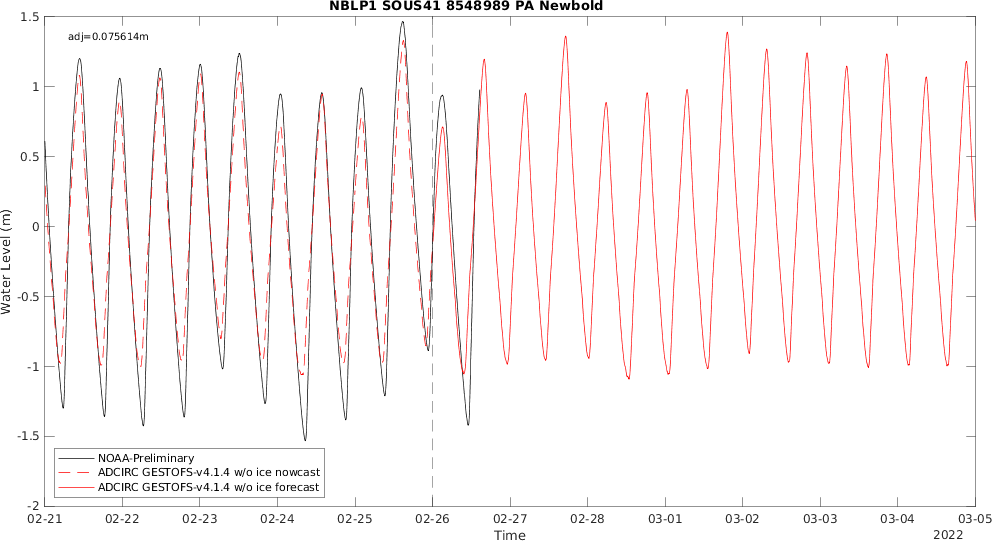 NBLP1 SOUS41 8548989 PA Newbold
adj=0.075614m
1.5
1
0.5
0
-0.5
-1
-1.5
-2
Water Level (m)
NOAA-Preliminary
ADCIRC GESTOFS-v4.1.4 w/o ice nowcast
ADCIRC GESTOFS-v4.1.4 w/o ice forecast
02-21 02-22 02-23 02-24 02-25 02-26 02-27 02-28 03-01 03-02 03-03 03-04 03-05
Time
2022